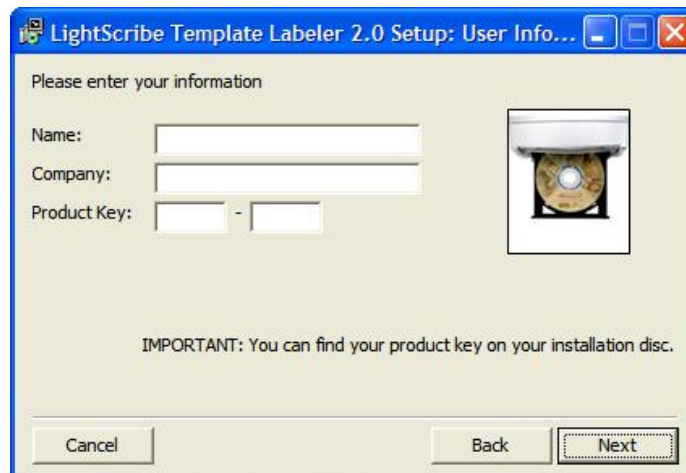 LightScribe Template Labeler 2.0 Setup: User Info...
Please enter your information
Name:
Company:
Product Key:
-
IMPORTANT: You can find your product key on your installation disc.
Cancel
Back
Next